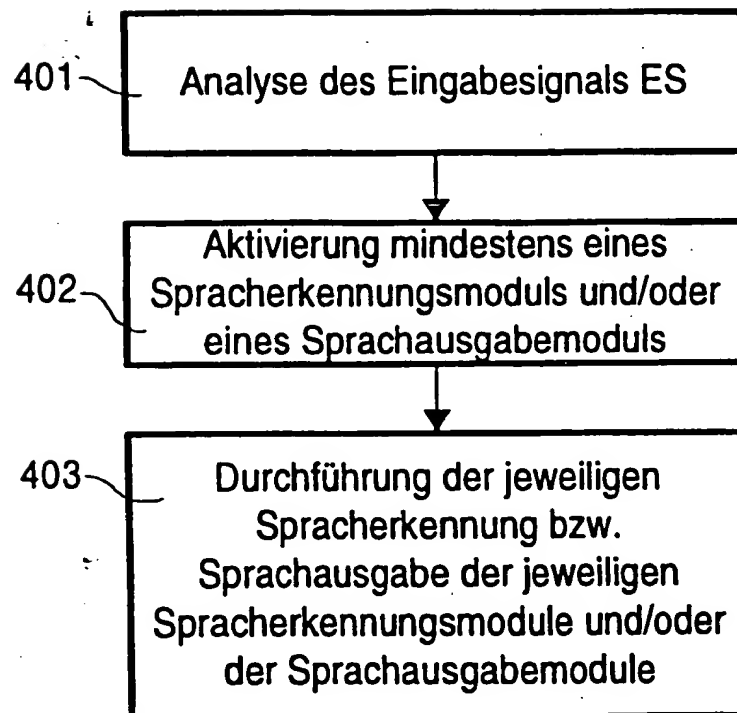 401
Analyse des Eingabesignals ES
402
Aktivierung mindestens eines
Spracherkennungsmoduls und/oder
eines Sprachausgabemoduls
403
Durchführung der jeweiligen
Spracherkennung bzw.
Sprachausgabe der jeweiligen
Spracherkennungsmodule und/oder
der Sprachausgabemodule